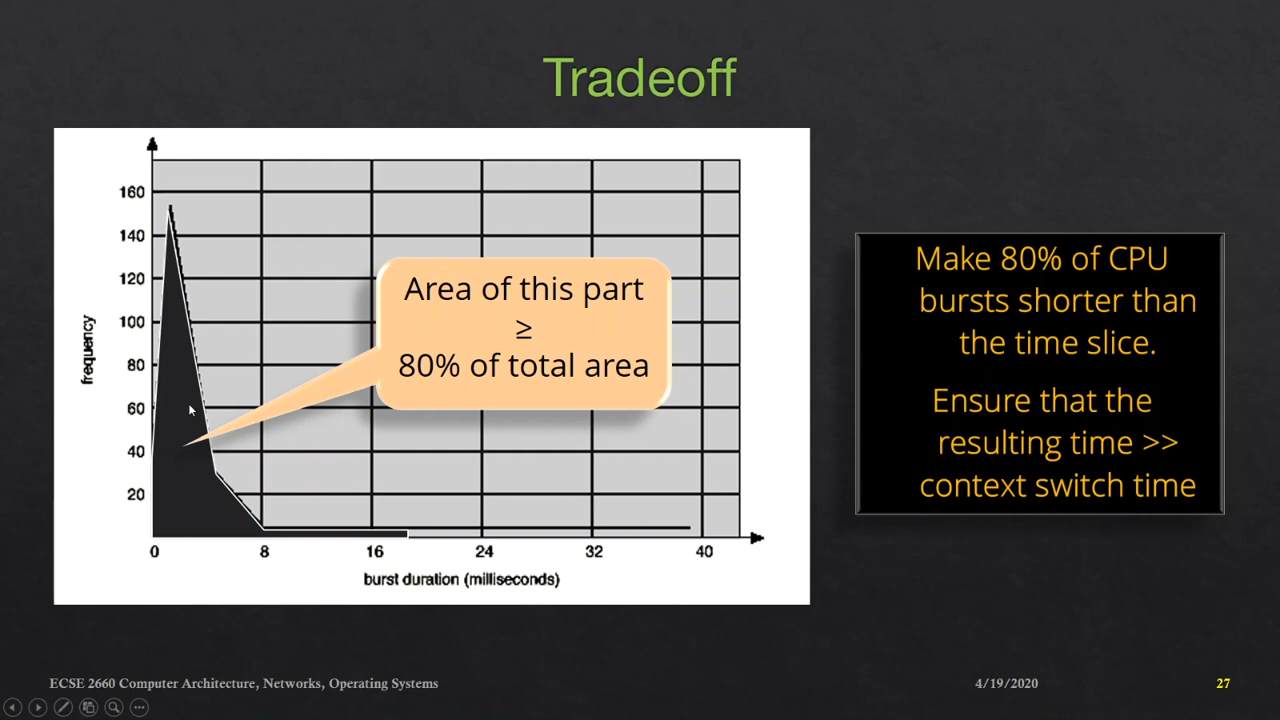 Tradeoff
160
140
120
100
80
60
40
20
frequency
0 8 16 24 32 40
burst duration (milliseconds)
Area of this part
≥
80% of total area
Make 80% of CPU
bursts shorter than
the time slice.
Ensure that the
resulting time >>
context switch time
ECSE 2660 Computer Architecture, Networks, Operating Systems
4/19/2020
27